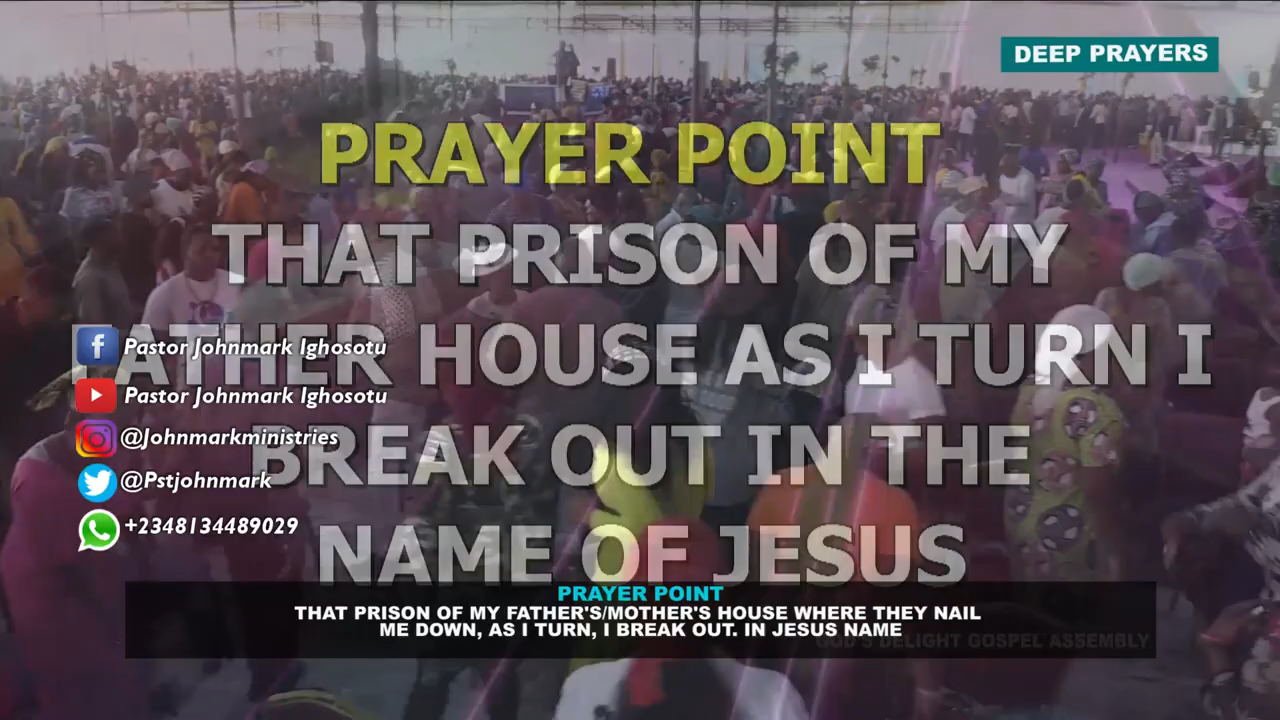 DEEP PRAYERS
PRAYER POINT
THAT PRISON OF MY
FATHER HOUSE AS I TURN I
BREAK OUT IN THE
NAME OF JESUS
Pastor Johnmark Ighosotu
Pastor Johnmark Ighosotu
@Johnmarkministries
@Pstjohnmark
+2348134489029
PRAYER POINT
THAT PRISON OF MY FATHER'S/MOTHER'S HOUSE WHERE THEY NAIL
ME DOWN, AS I TURN, I BREAK OUT. IN JESUS NAME
GOD'S DELIGHT GOSPEL ASSEMBLY